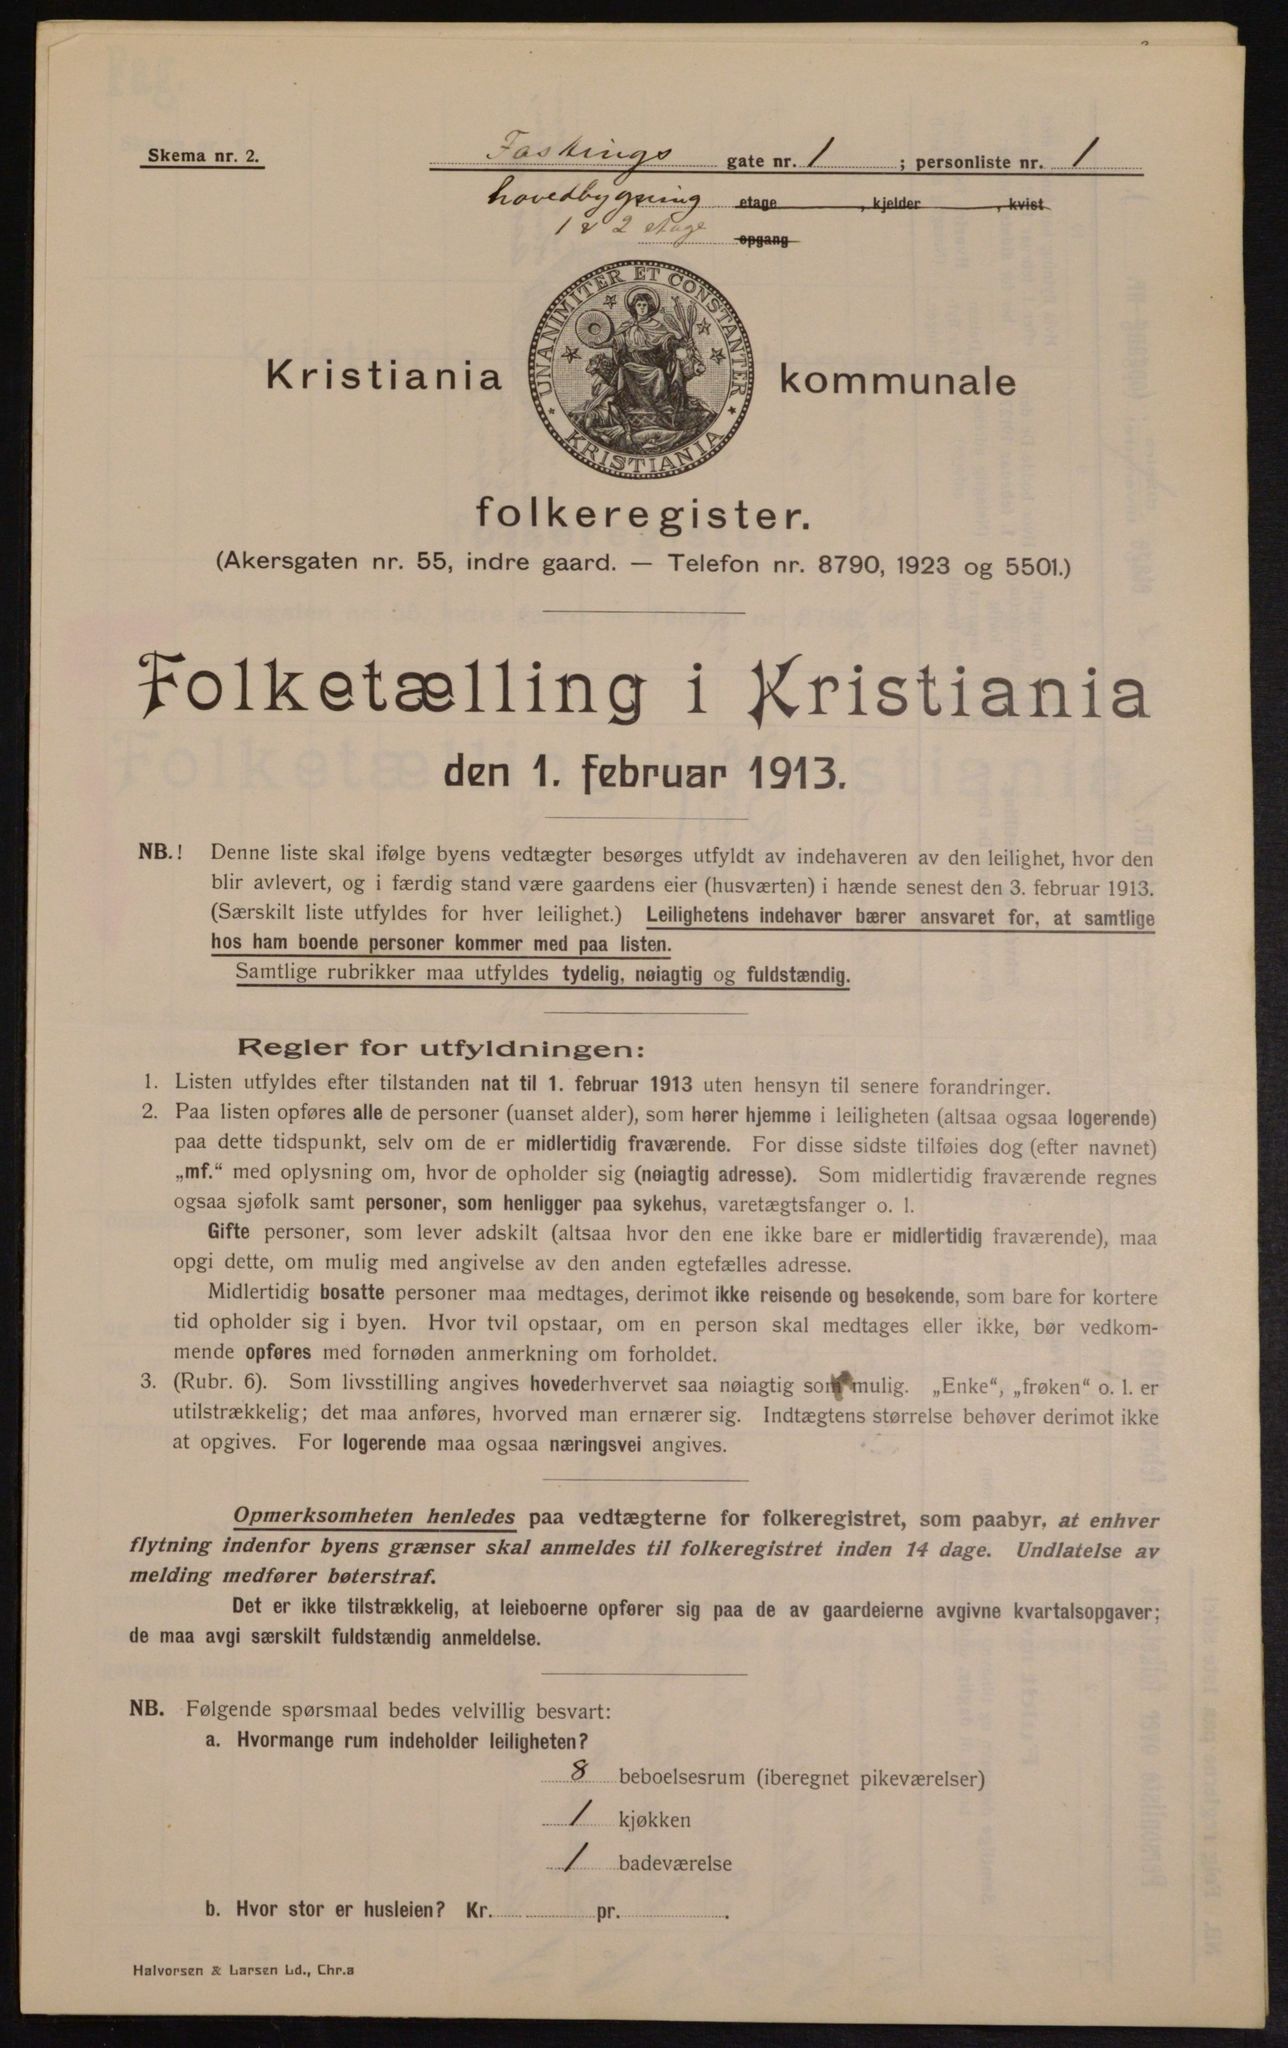 Skema nr. 2.
Fastings gate nr. 1 ; personliste nr. 1
hovedbygning etage , kjelder , kvist
1 & 2 etage opgang
UNANIMITER ET CONSTANTER
KRISTIANIA
Kristiania kommunale
folkeregister.
(Akersgaten nr. 55, indre gaard. — Telefon nr. 8790, 1923 og 5501.)
Folketælling i Kristiania
den 1. februar 1913.
NB.! Denne liste skal ifølge byens vedtægter besørges utfyldt av indehaveren av den leilighet, hvor den
blir avlevert, og i færdig stand være gaardens eier (husværten) i hænde senest den 3. februar 1913.
(Særskilt liste utfyldes for hver leilighet.) Leilighetens indehaver bærer ansvaret for, at samtlige
hos ham boende personer kommer med paa listen.
Samtlige rubrikker maa utfyldes tydelig, nøiagtig og fuldstændig.
Regler for utfyldningen:
1. Listen utfyldes efter tilstanden nat til 1. februar 1913 uten hensyn til senere forandringer.
2. Paa listen opføres alle de personer (uanset alder), som hører hjemme i leiligheten (altsaa ogsaa logerende)
paa dette tidspunkt, selv om de er midlertidig fraværende. For disse sidste tilføies dog (efter navnet)
„mf.“ med oplysning om, hvor de opholder sig (nøiagtig adresse). Som midlertidig fraværende regnes
ogsaa sjøfolk samt personer, som henligger paa sykehus, varetægtsfanger o. l.
Gifte personer, som lever adskilt (altsaa hvor den ene ikke bare er midlertidig fraværende), maa
opgi dette, om mulig med angivelse av den anden egtefælles adresse.
Midlertidig bosatte personer maa medtages, derimot ikke reisende og besøkende, som bare for kortere
tid opholder sig i byen. Hvor tvil opstaar, om en person skal medtages eller ikke, bør vedkom-
mende opføres med fornøden anmerkning om forholdet.
3. (Rubr. 6). Som livsstilling angives hovederhvervet saa nøiagtig som mulig. „Enke“, „frøken“ o. l. er
utilstrækkelig; det maa anføres, hvorved man ernærer sig. Indtægtens størrelse behøver derimot ikke
at opgives. For logerende maa ogsaa næringsvei angives.
Opmerksomheten henledes paa vedtægterne for folkeregistret, som paabyr, at enhver
flytning indenfor byens grænser skal anmeldes til folkeregistret inden 14 dage. Undlatelse av
melding medfører bøterstraf.
Det er ikke tilstrækkelig, at leieboerne opfører sig paa de av gaardeierne avgivne kvartalsopgaver;
de maa avgi særskilt fuldstændig anmeldelse.
NB. Følgende spørsmaal bedes velvillig besvart:
a. Hvormange rum indeholder leiligheten?
8 beboelsesrum (iberegnet pikeværelser)
1 kjøkken
1 badeværelse
b. Hvor stor er husleien? Kr. pr. .
Halvorsen & Larsen Ld., Chr.a